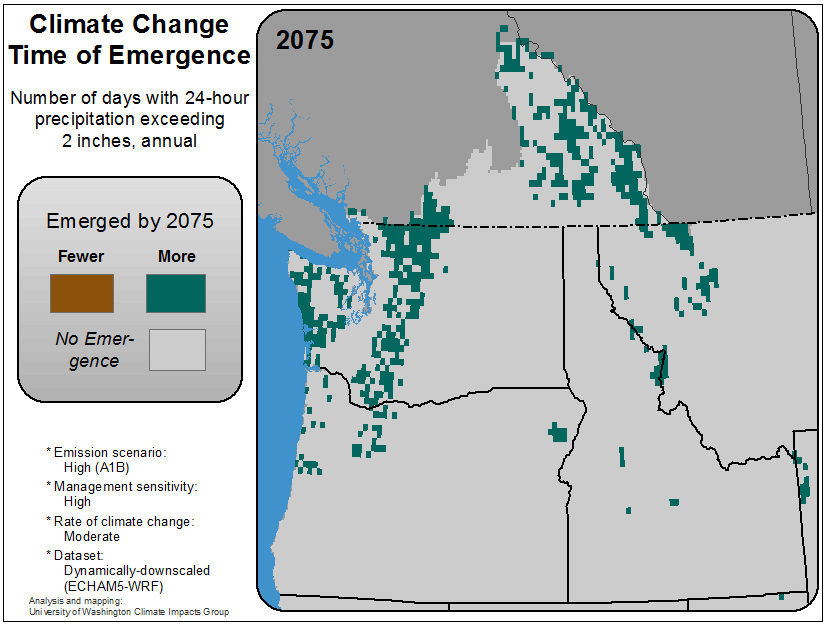 Climate Change
Time of Emergence
Number of days with 24-hour
precipitation exceeding
2 inches, annual
Emerged by 2075
Fewer
More
No Emer-
gence
* Emission scenario:
High (A1B)
* Management sensitivity:
High
* Rate of climate change:
Moderate
* Dataset:
Dynamically-downscaled
(ECHAM5-WRF)
Analysis and mapping:
University of Washington Climate Impacts Group
2075